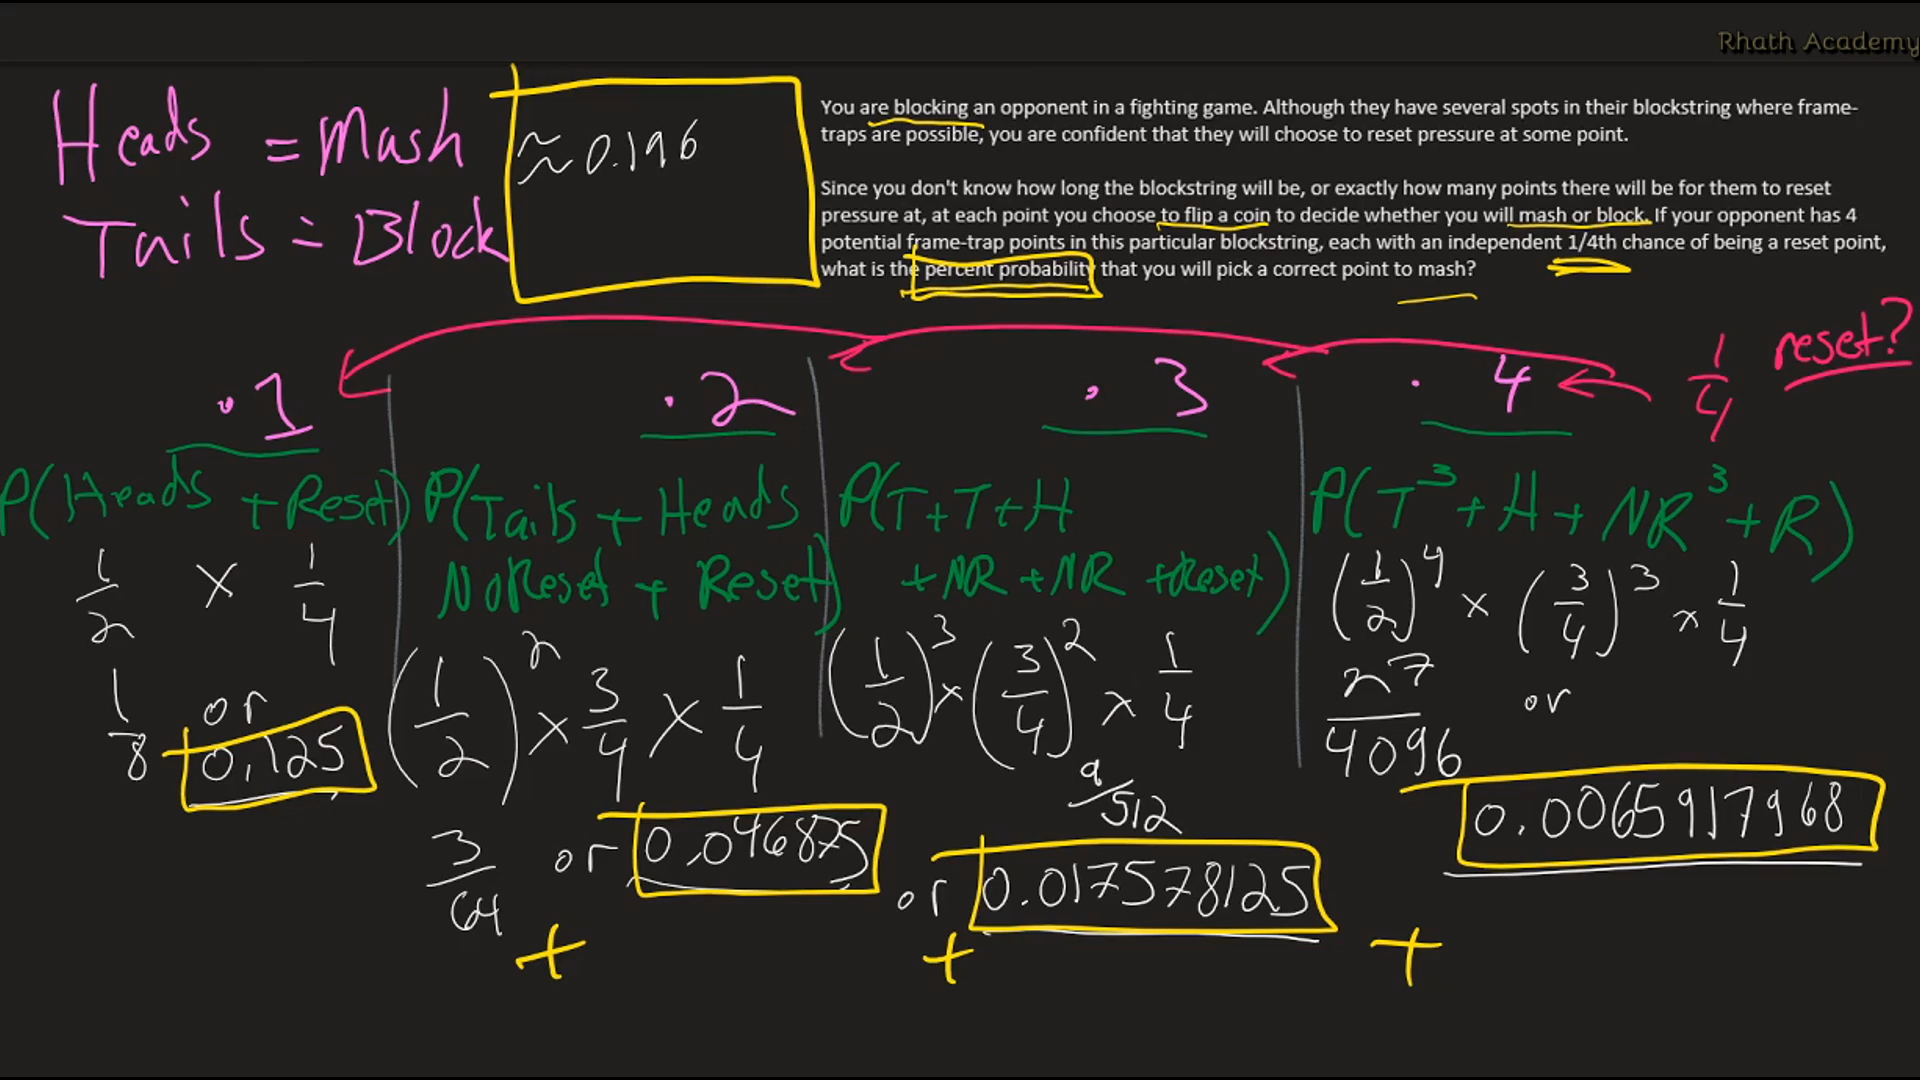 Rhath Academy
Heads = Mash
Tails = Block
≈ 0.196
You are blocking an opponent in a fighting game. Although they have several spots in their blockstring where frame-
traps are possible, you are confident that they will choose to reset pressure at some point.
Since you don't know how long the blockstring will be, or exactly how many points there will be for them to reset
pressure at, at each point you choose to flip a coin to decide whether you will mash or block. If your opponent has 4
potential frame-trap points in this particular blockstring, each with an independent 1/4th chance of being a reset point,
what is the percent probability that you will pick a correct point to mash?
1/4 reset?
.1
P(Heads + Reset)
1/2 × 1/4
1/8 or 0.125
.2
P(Tails + Heads
NoReset + Reset)
(1/2)² × 3/4 × 1/4
3/64 or 0.046875
+
.3
P(T+T+H
+NR +NR +Reset)
(1/2)³ × (3/4)² × 1/4
9/512
or 0.017578125
+
.4
P(T³ + H + NR³ + R)
(1/2)⁴ × (3/4)³ × 1/4
27/4096 or
0.0065917968
+